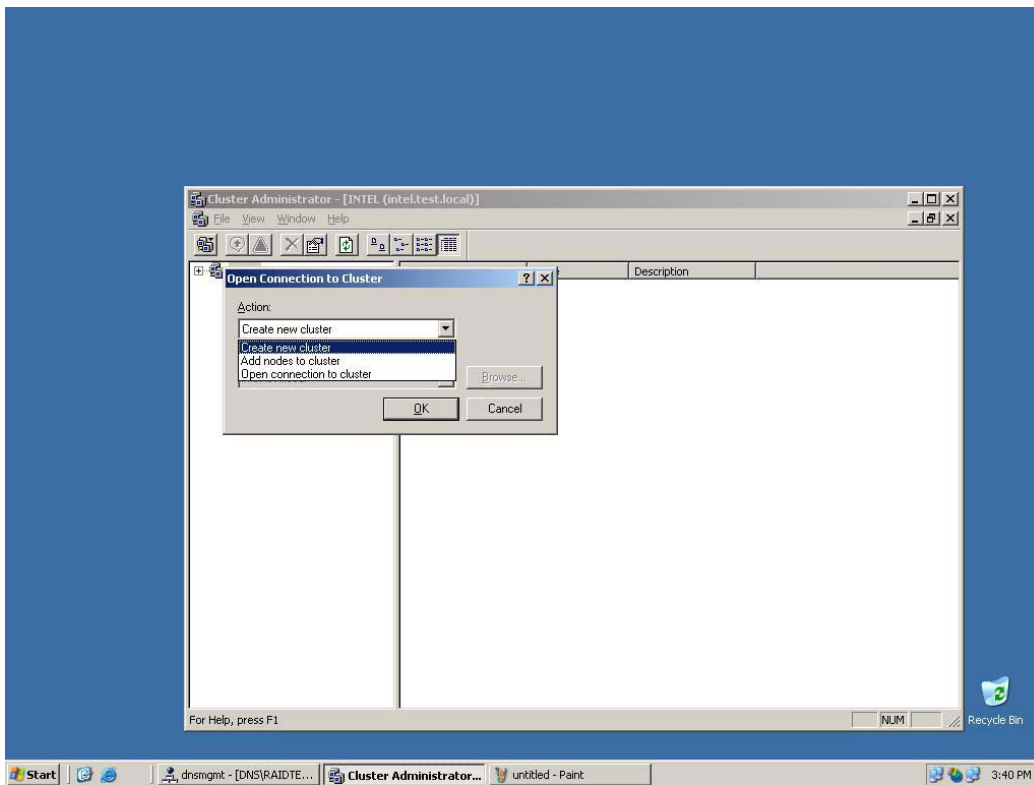 Cluster Administrator - [INTEL (intel.test.local)]
File View Window Help
Description
Open Connection to Cluster
Action:
Create new cluster
Create new cluster
Add nodes to cluster
Open connection to cluster
Browse...
OK Cancel
For Help, press F1
NUM
Recycle Bin
Start
dnsmgmt - [DNS\RAIDTE...
Cluster Administrator...
untitled - Paint
3:40 PM